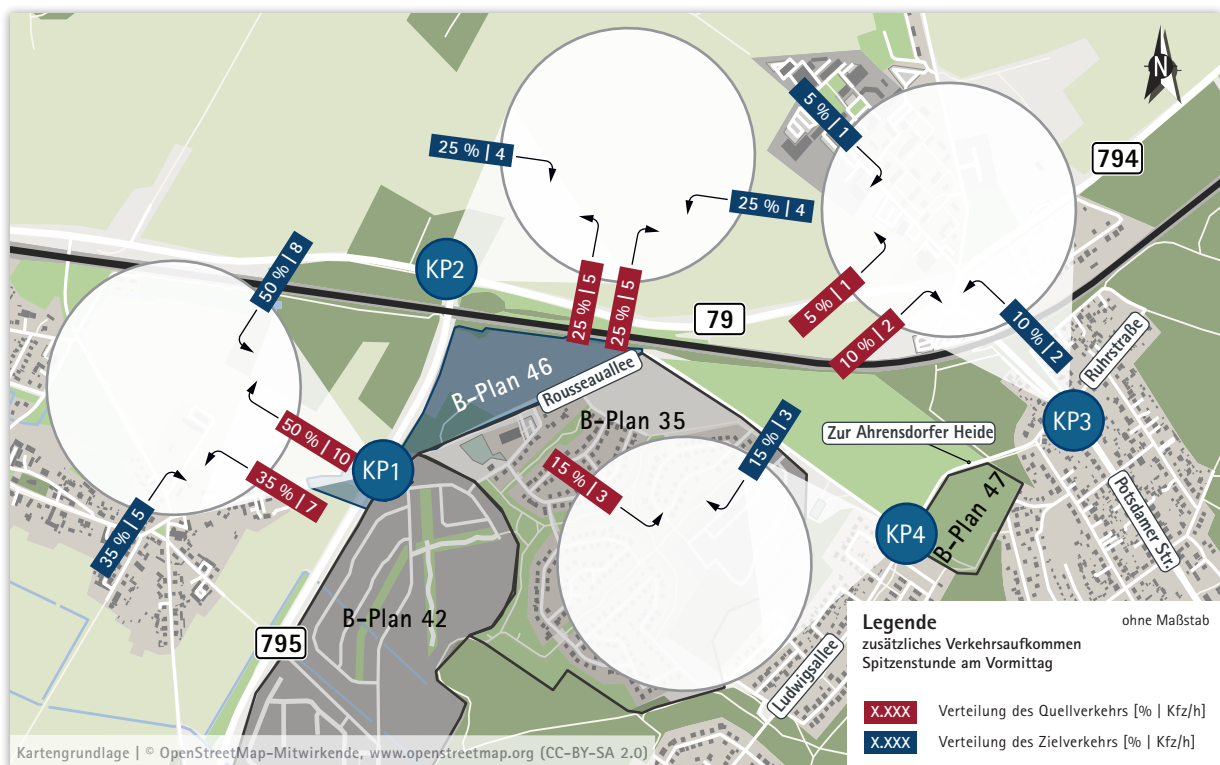 5 % | 1
N
794
25 % | 4
25 % | 4
50 % | 8
KP2
25 % | 5
25 % | 5
5 % | 1
79
10 % | 2
10 % | 2
Ruhrstraße
B-Plan 46
Rousseauallee
B-Plan 35
50 % | 10
KP1
35 % | 7
15 % | 3
15 % | 3
Zur Ahrensdorfer Heide
KP3
35 % | 5
KP4
B-Plan 47
Potsdamer Str.
B-Plan 42
795
Ludwigsallee
Legende
ohne Maßstab
zusätzliches Verkehrsaufkommen
Spitzenstunde am Vormittag
X.XXX Verteilung des Quellverkehrs [% | Kfz/h]
X.XXX Verteilung des Zielverkehrs [% | Kfz/h]
Kartengrundlage | © OpenStreetMap-Mitwirkende, www.openstreetmap.org (CC-BY-SA 2.0)